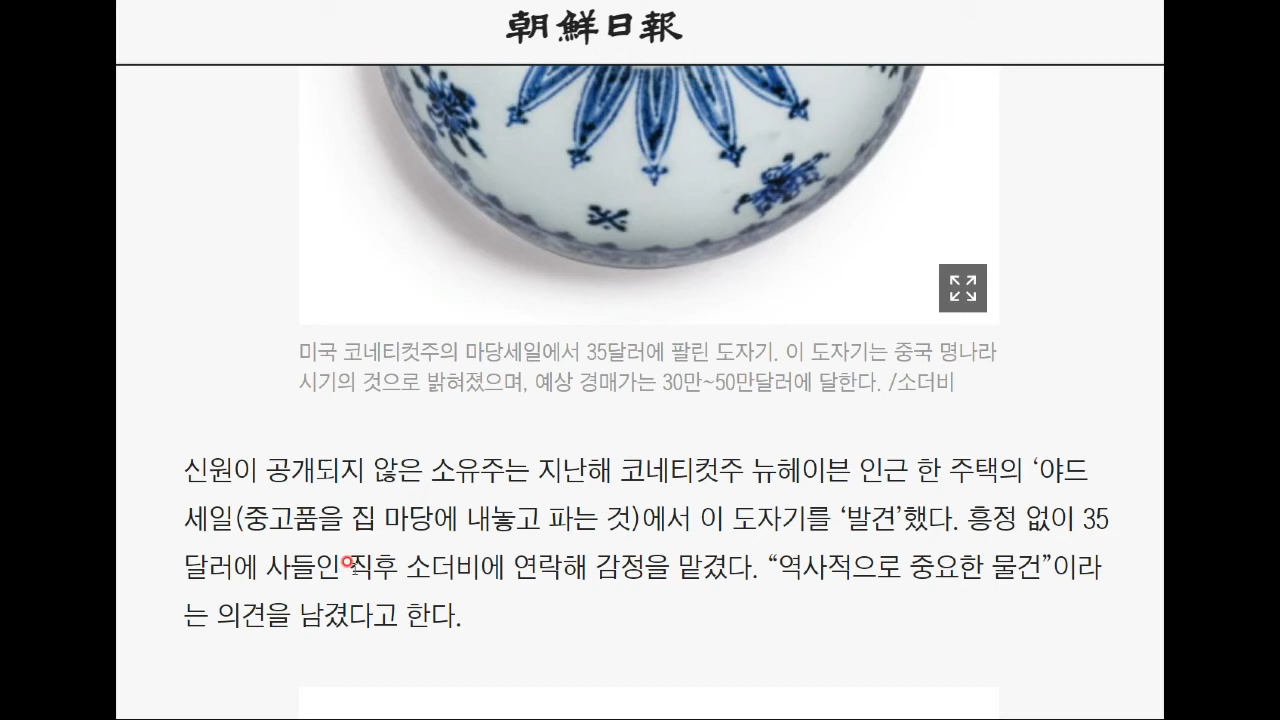 朝鮮日報
미국 코네티컷주의 마당세일에서 35달러에 팔린 도자기. 이 도자기는 중국 명나라
시기의 것으로 밝혀졌으며, 예상 경매가는 30만~50만달러에 달한다. /소더비
신원이 공개되지 않은 소유주는 지난해 코네티컷주 뉴헤이븐 인근 한 주택의 ‘야드
세일(중고품을 집 마당에 내놓고 파는 것)에서 이 도자기를 ‘발견’했다. 흥정 없이 35
달러에 사들인 직후 소더비에 연락해 감정을 맡겼다. “역사적으로 중요한 물건”이라
는 의견을 남겼다고 한다.